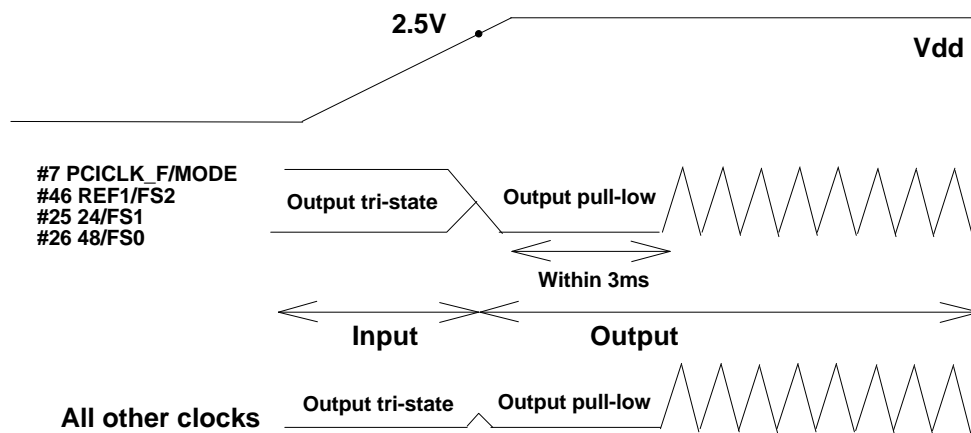 2.5V
Vdd
#7 PCICLK_F/MODE
#46 REF1/FS2
#25 24/FS1
#26 48/FS0
Output tri-state
Output pull-low
Within 3ms
Input
Output
All other clocks
Output tri-state
Output pull-low